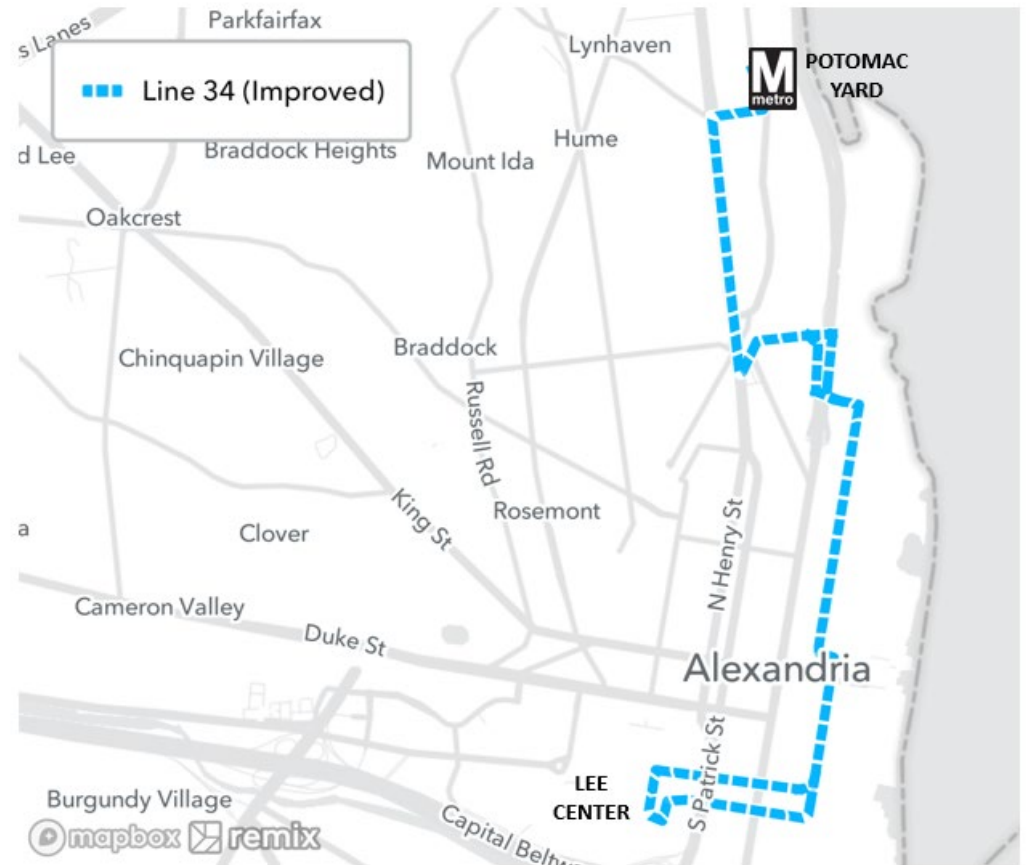 Parkfairfax
s Lanes
Line 34 (Improved)
Lynhaven
M
metro
POTOMAC
YARD
d Lee
Braddock Heights
Mount Ida
Hume
Oakcrest
Chinquapin Village
Braddock
Russell Rd
King St
Rosemont
Clover
a
N Henry St
Cameron Valley
Duke St
Alexandria
S Patrick St
LEE
CENTER
Burgundy Village
Capital Beltw
mapbox remix